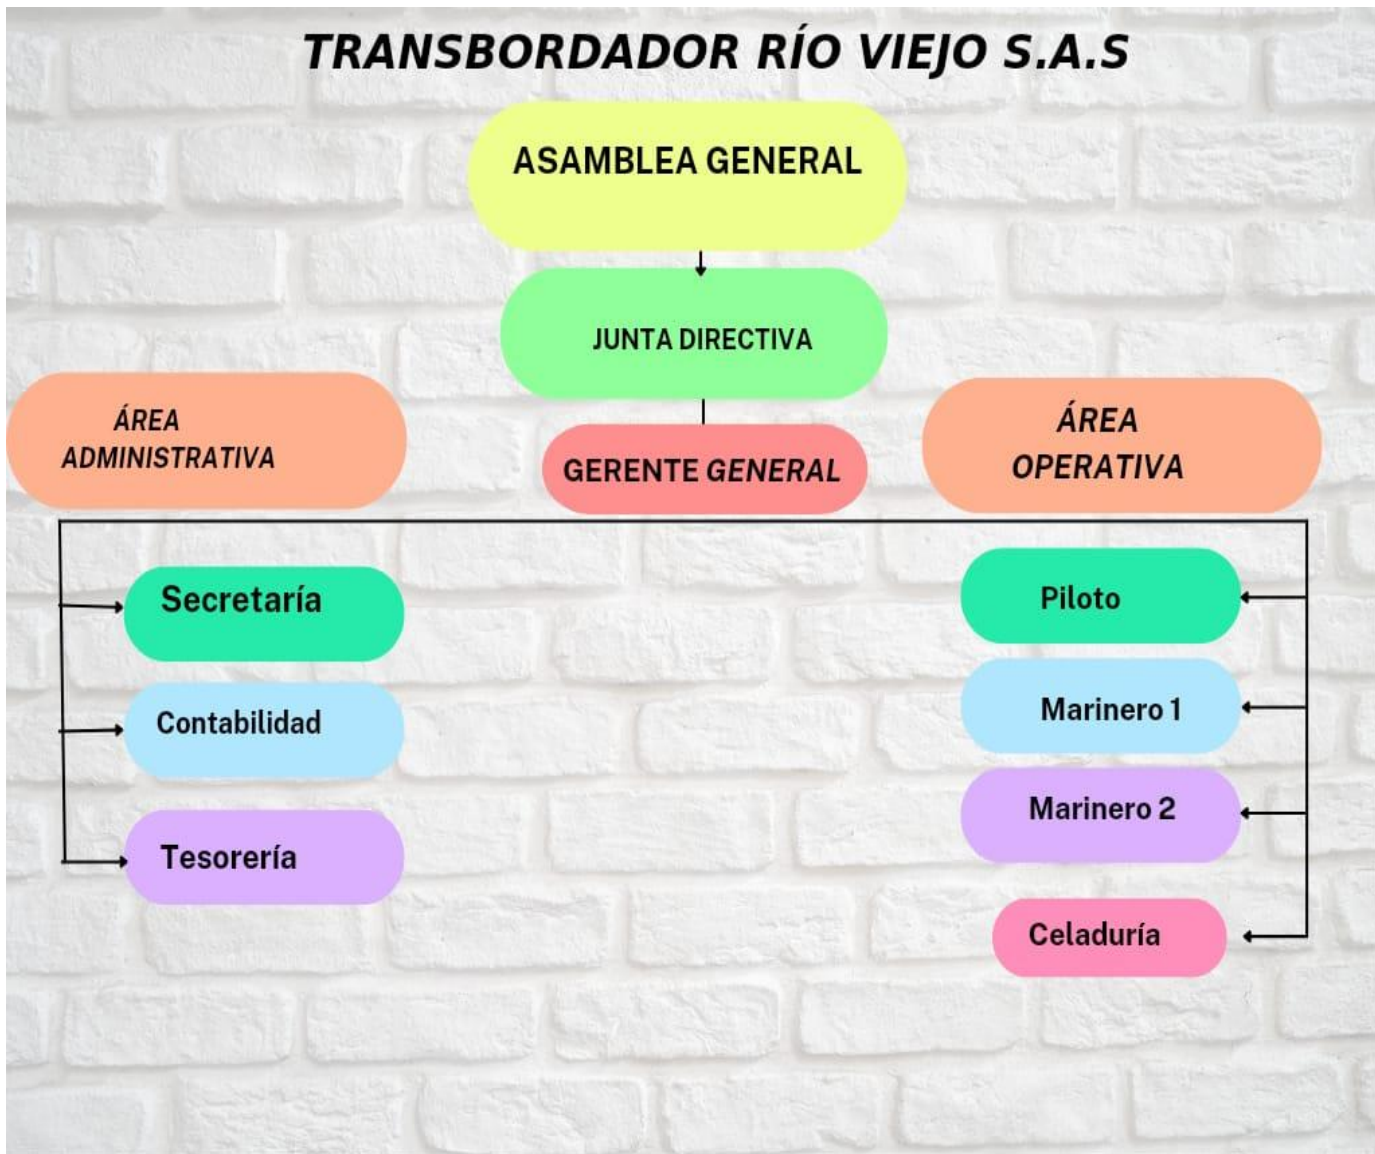 TRANSBORDADOR RÍO VIEJO S.A.S
ASAMBLEA GENERAL
JUNTA DIRECTIVA
GERENTE GENERAL
ÁREA
ADMINISTRATIVA
Secretaría
Contabilidad
Tesorería
ÁREA
OPERATIVA
Piloto
Marinero 1
Marinero 2
Celaduría